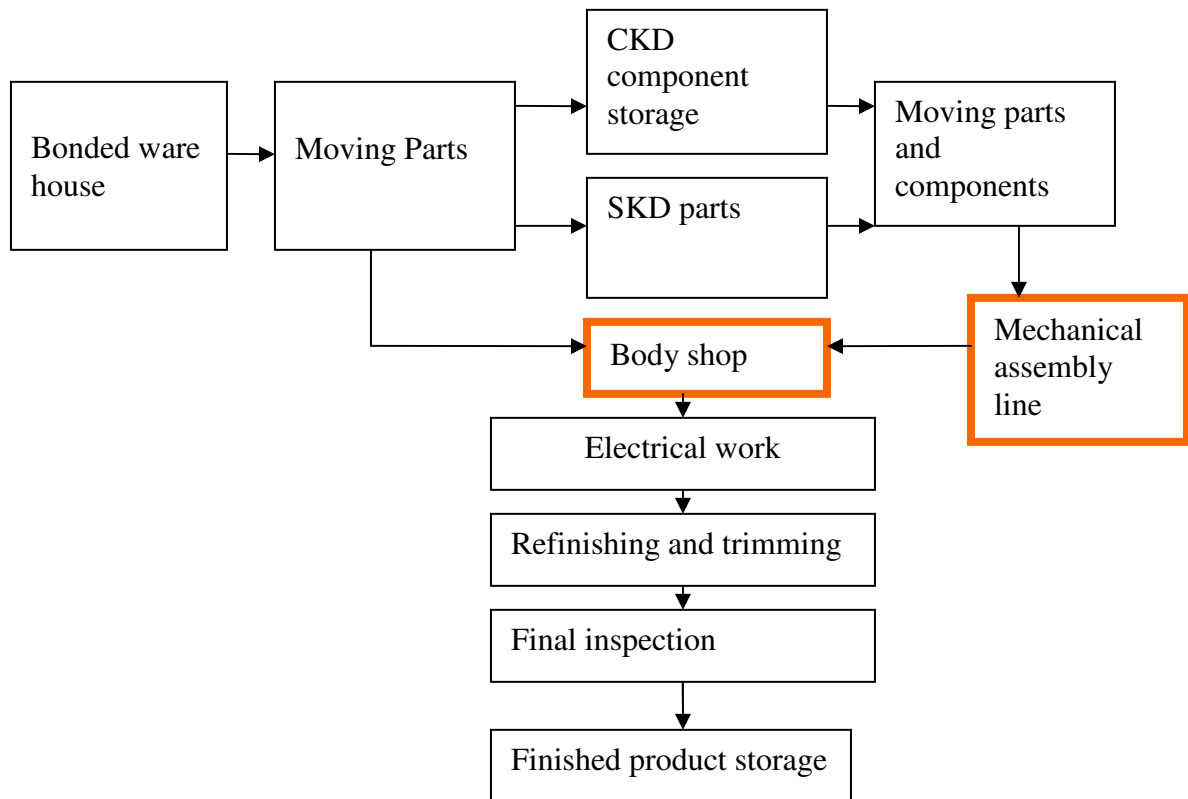 Bonded ware
house
Moving Parts
CKD
component
storage
SKD parts
Moving parts
and
components
Mechanical
assembly
line
Body shop
Electrical work
Refinishing and trimming
Final inspection
Finished product storage